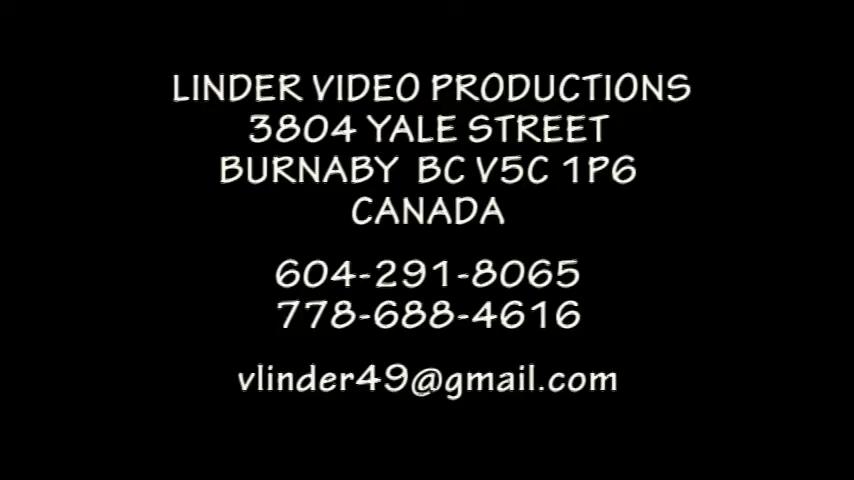 LINDER VIDEO PRODUCTIONS
3804 YALE STREET
BURNABY  BC V5C 1P6
CANADA
604-291-8065
778-688-4616
vlinder49@gmail.com